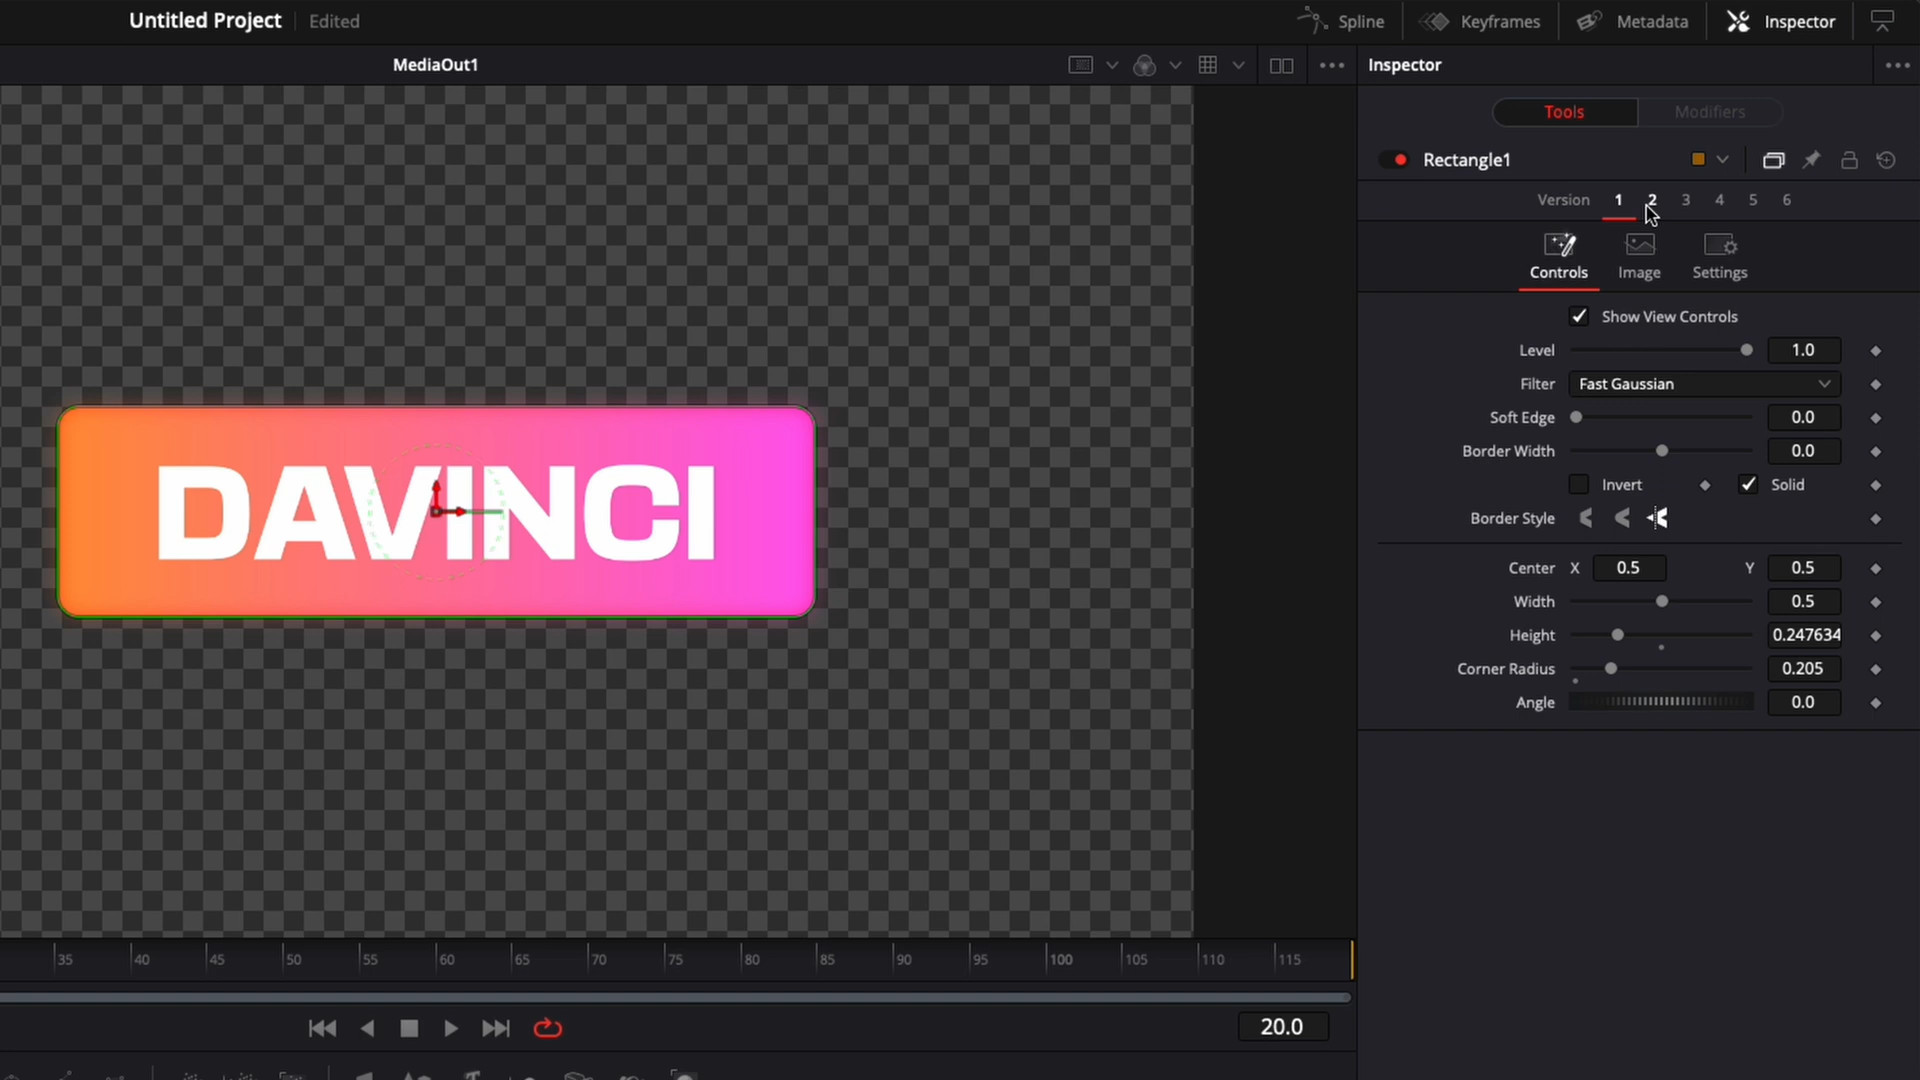 Untitled Project
Edited
Spline
Keyframes
Metadata
Inspector
MediaOut1
Inspector
Tools
Modifiers
Rectangle1
Version 1 2 3 4 5 6
Controls
Image
Settings
Show View Controls
Level 1.0
Filter Fast Gaussian
Soft Edge 0.0
Border Width 0.0
Invert
Solid
Border Style
Center X 0.5 Y 0.5
Width 0.5
Height 0.247634
Corner Radius 0.205
Angle 0.0
DAVINCI
35 40 45 50 55 60 65 70 75 80 85 90 95 100 105 110 115
20.0